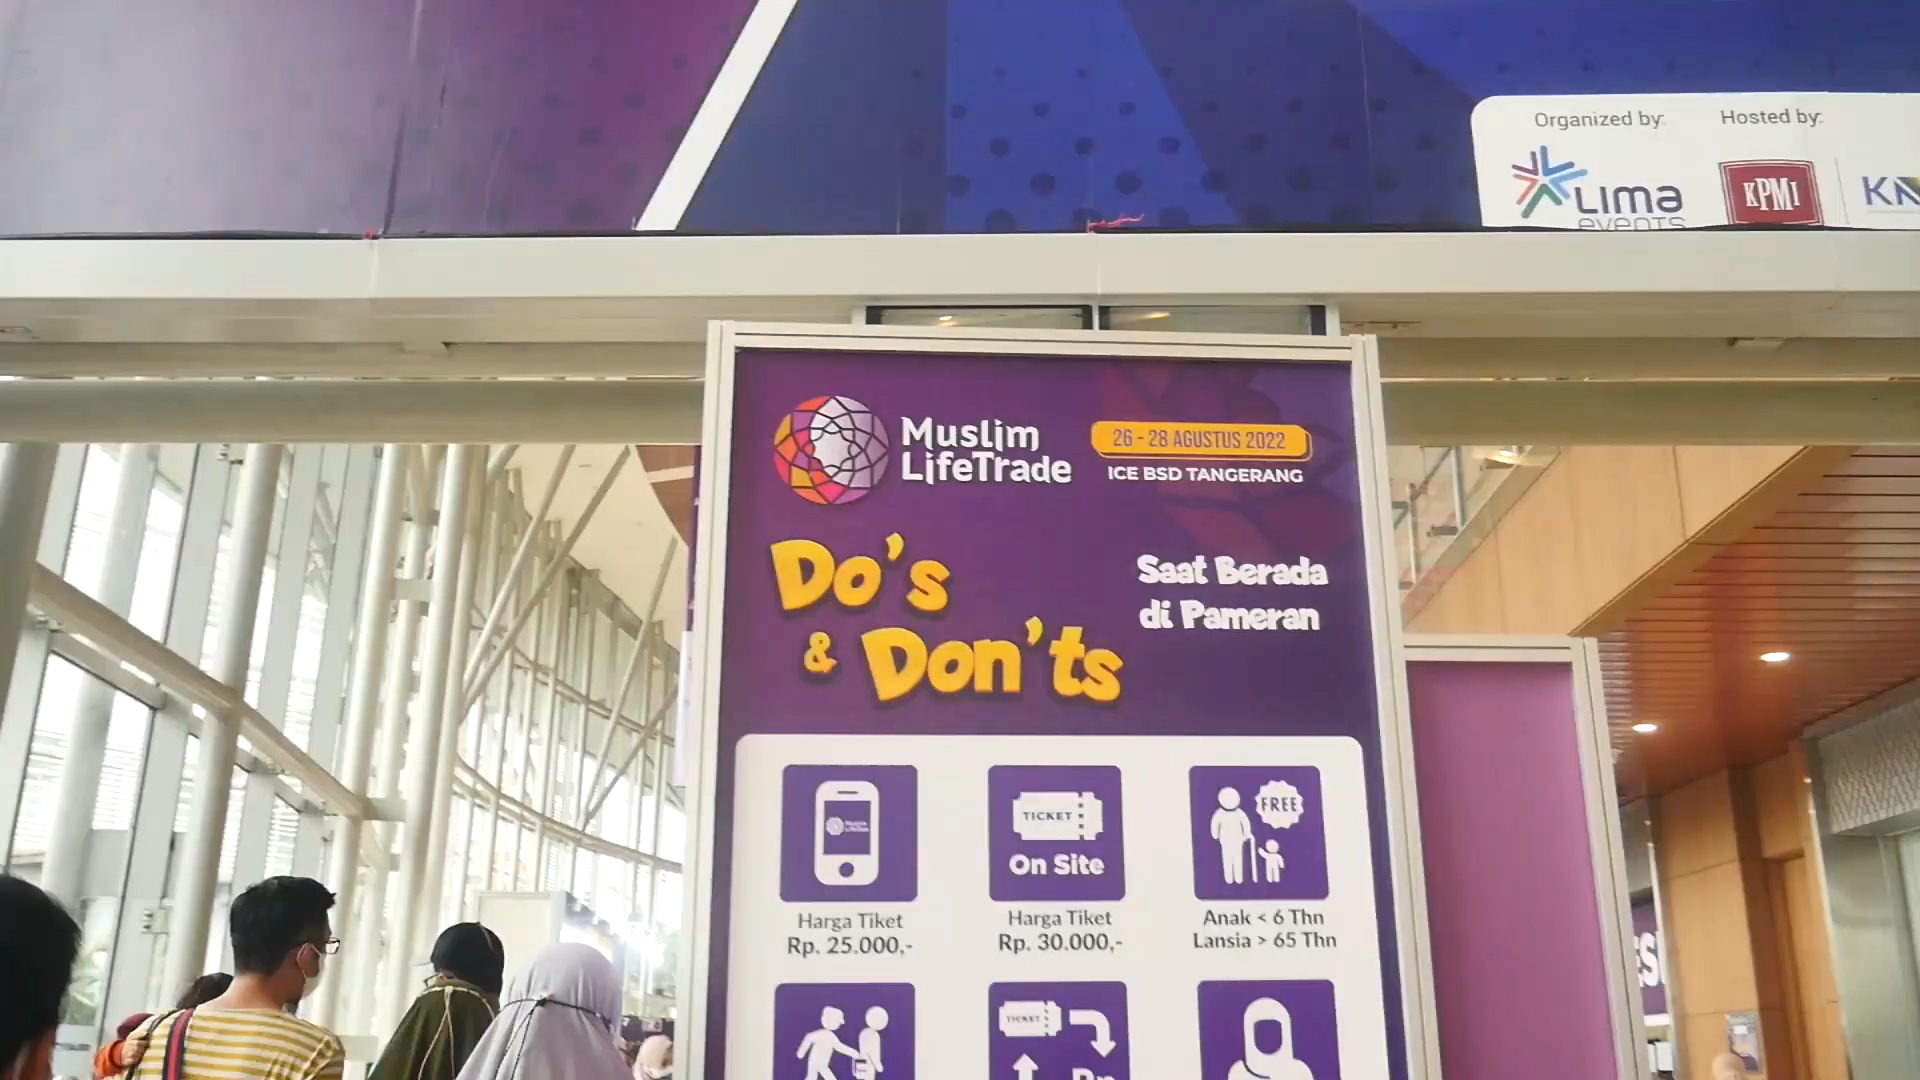 Organized by:
Hosted by:
LIMA
events
KPMI
Muslim
LifeTrade
26 - 28 AGUSTUS 2022
ICE BSD TANGERANG
Do's
& Don'ts
Saat Berada
di Pameran
TICKET
On Site
FREE
Harga Tiket
Rp. 25.000,-
Harga Tiket
Rp. 30.000,-
Anak < 6 Thn
Lansia > 65 Thn
TICKET
Rp